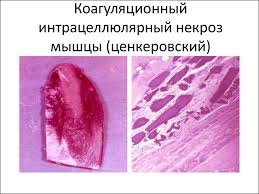 Коагуляционный
интрацеллюлярный некроз
мышцы (ценкеровский)